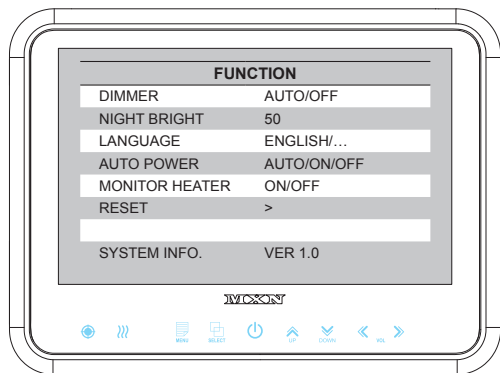 FUNCTION
DIMMER AUTO/OFF
NIGHT BRIGHT 50
LANGUAGE ENGLISH/...
AUTO POWER AUTO/ON/OFF
MONITOR HEATER ON/OFF
RESET >
SYSTEM INFO. VER 1.0
MXN
MENU SELECT UP DOWN VOL